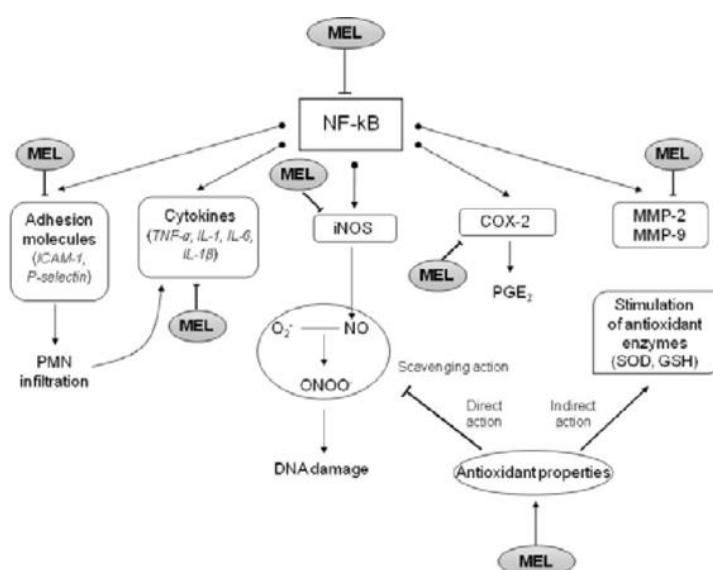 MEL
NF-kB
MEL
MEL
MEL
Adhesion
molecules
(ICAM-1,
P-selectin)
Cytokines
(TNF-α, IL-1, IL-6,
IL-1β)
iNOS
COX-2
MMP-2
MMP-9
MEL
MEL
PGE2
PMN
infiltration
O2- NO
ONOO-
Scavenging action
Stimulation
of antioxidant
enzymes
(SOD, GSH)
Direct
action
Indirect
action
DNA damage
Antioxidant properties
MEL